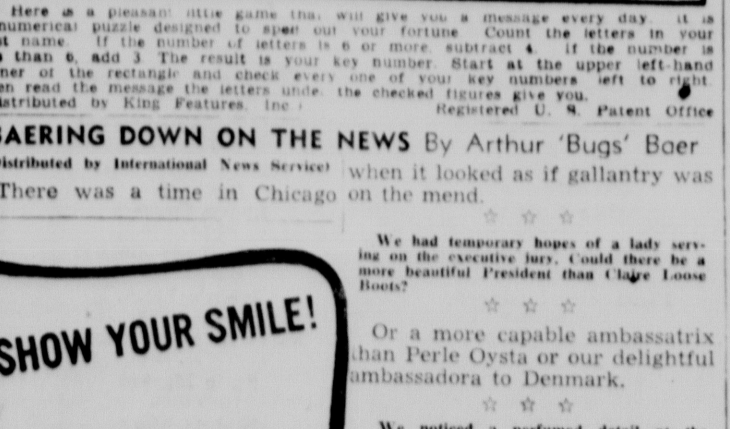 Here is a pleasant little game that will give you a message every day. It is
numerical puzzle designed to spell out your fortune Count the letters in your
name. If the number of letters is 6 or more, subtract 4. If the number is
than 6, add 3 The result is your key number. Start at the upper left-hand
ner of the rectangle and check every one of your key numbers left to right.
en read the message the letters under the checked figures give you.
istributed by King Features, Inc.
Registered U. S. Patent Office
BAERING DOWN ON THE NEWS By Arthur 'Bugs' Baer
istributed by International News Service)
There was a time in Chicago
when it looked as if gallantry was
on the mend.
☆ ☆ ☆
We had temporary hopes of a lady serv-
ing on the executive jury. Could there be a
more beautiful President than Claire Loose
Boots?
☆ ☆ ☆
Or a more capable ambassatrix
than Perle Oysta or our delightful
ambassadora to Denmark.
☆ ☆ ☆
We noticed a perfumed
SHOW YOUR SMILE!